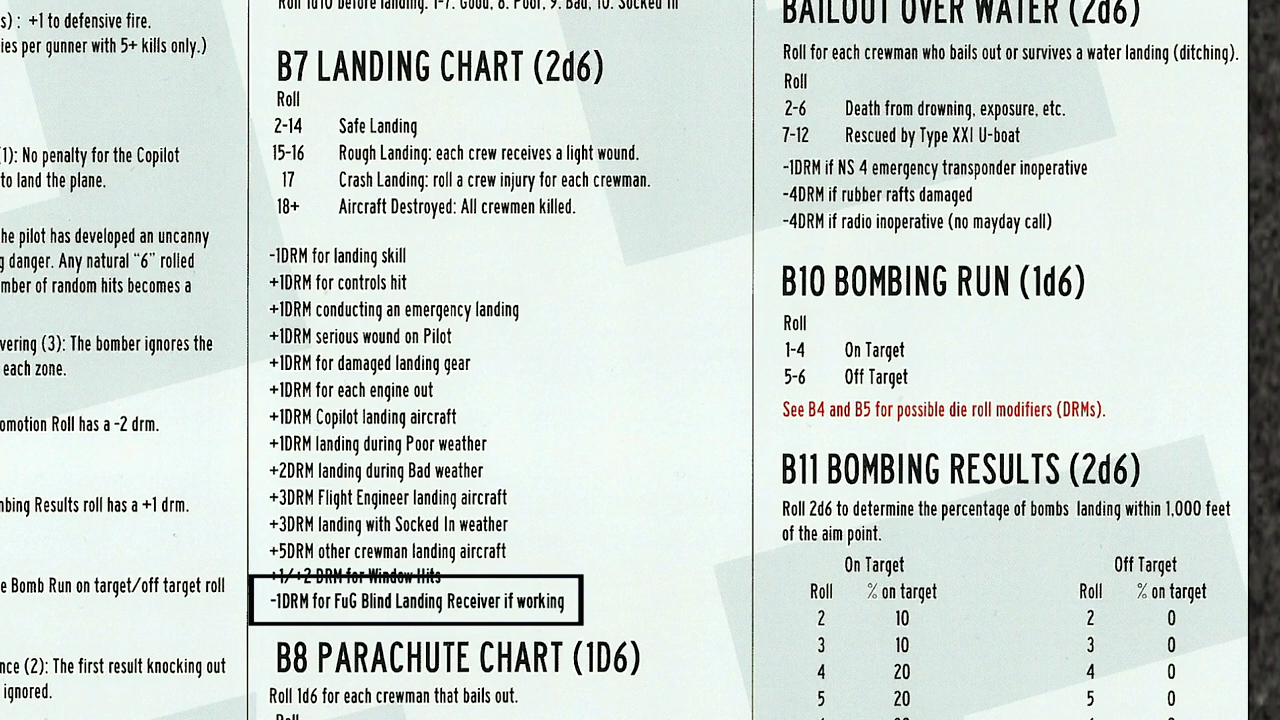 s) : +1 to defensive fire.
ies per gunner with 5+ kills only.)
(1): No penalty for the Copilot
to land the plane.
he pilot has developed an uncanny
g danger. Any natural “6” rolled
mber of random hits becomes a
vering (3): The bomber ignores the
each zone.
omotion Roll has a -2 drm.
mbing Results roll has a +1 drm.
e Bomb Run on target/off target roll
nce (2): The first result knocking out
ignored.
Roll 1d10 before landing. 1-7: Good, 8: Poor, 9: Bad, 10: Socked In
B7 LANDING CHART (2d6)
Roll
2-14 Safe Landing
15-16 Rough Landing: each crew receives a light wound.
17 Crash Landing: roll a crew injury for each crewman.
18+ Aircraft Destroyed: All crewmen killed.
-1DRM for landing skill
+1DRM for controls hit
+1DRM conducting an emergency landing
+1DRM serious wound on Pilot
+1DRM for damaged landing gear
+1DRM for each engine out
+1DRM Copilot landing aircraft
+1DRM landing during Poor weather
+2DRM landing during Bad weather
+3DRM Flight Engineer landing aircraft
+3DRM landing with Socked In weather
+5DRM other crewman landing aircraft
+1/+2 DRM for Window Hits
-1DRM for FuG Blind Landing Receiver if working
B8 PARACHUTE CHART (1D6)
Roll 1d6 for each crewman that bails out.
Roll
BAILOUT OVER WATER (2d6)
Roll for each crewman who bails out or survives a water landing (ditching).
Roll
2-6 Death from drowning, exposure, etc.
7-12 Rescued by Type XXI U-boat
-1DRM if NS 4 emergency transponder inoperative
-4DRM if rubber rafts damaged
-4DRM if radio inoperative (no mayday call)
B10 BOMBING RUN (1d6)
Roll
1-4 On Target
5-6 Off Target
See B4 and B5 for possible die roll modifiers (DRMs).
B11 BOMBING RESULTS (2d6)
Roll 2d6 to determine the percentage of bombs landing within 1,000 feet
of the aim point.
On Target Off Target
Roll % on target Roll % on target
2 10 2 0
3 10 3 0
4 20 4 0
5 20 5 0